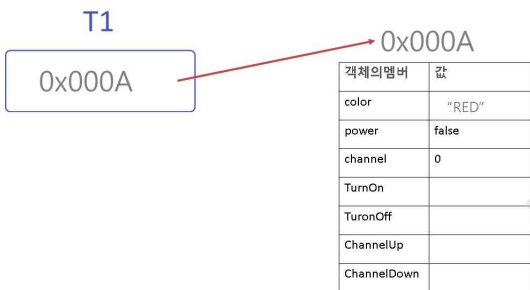 T1
0x000A
0x000A
객체의멤버 값
color "RED"
power false
channel 0
TurnOn
TuronOff
ChannelUp
ChannelDown